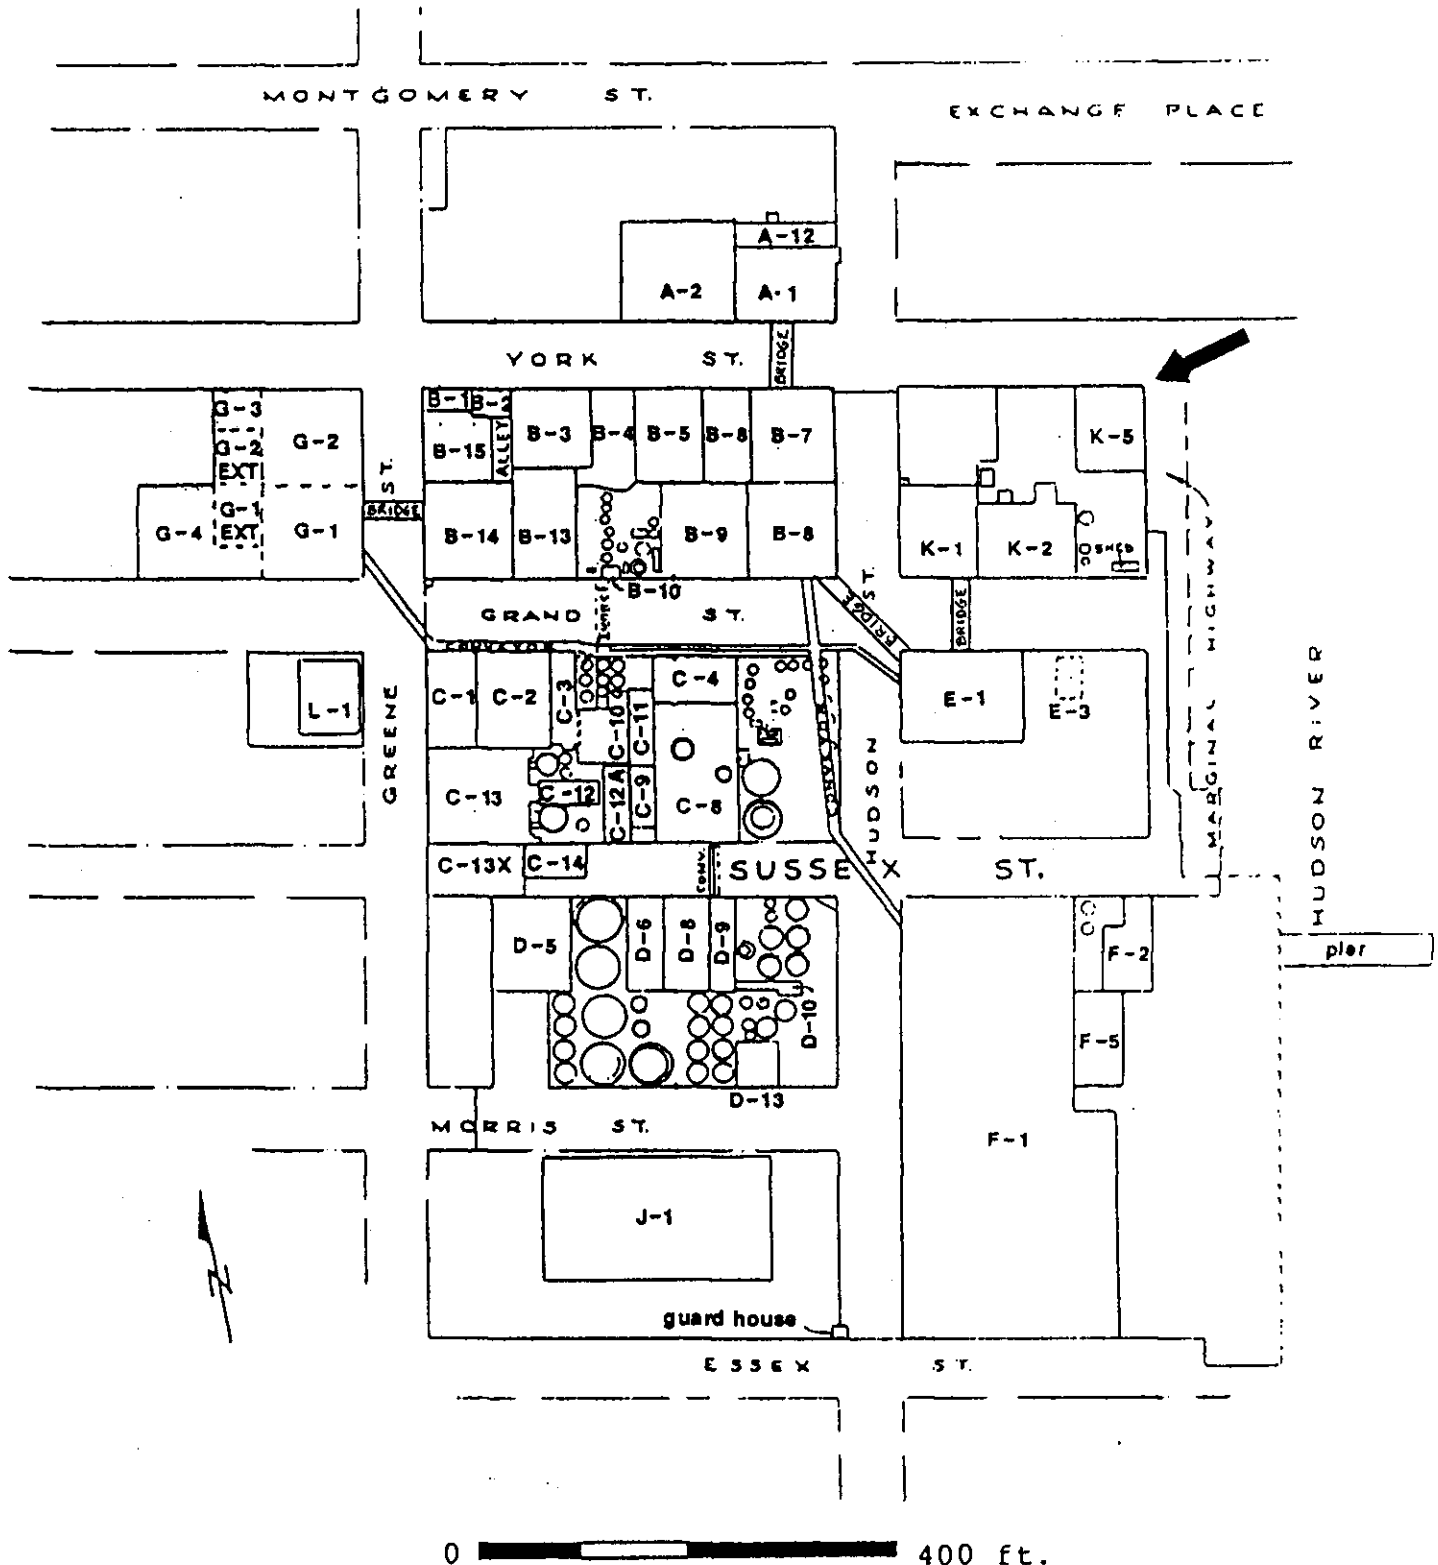 MONTGOMERY ST.
EXCHANGE PLACE
A-12
A-2
A-1
YORK ST.
BRIDGE
G-3
G-2
G-2
EXT
G-1
EXT
G-1
G-4
ST.
BRIDGE
B-1
B-2
B-15
ALLEY
B-3
B-4
B-5
B-6
B-7
B-14
B-13
B-9
B-8
B-10
K-5
K-1
K-2
SHED
GRAND ST.
BRIDGE
ST.
BRIDGE
MARGINAL HIGHWAY
HUDSON RIVER
CONVEYOR
L-1
GREENE
C-1
C-2
C-3
C-4
C-10
C-11
C-13
C-12
C-12A
C-9
C-8
CONVEYOR
HUDSON
E-1
E-3
C-13X
C-14
CONV.
SUSSEX ST.
D-5
D-6
D-8
D-9
D-10
D-13
F-2
F-5
F-1
pier
MORRIS ST.
J-1
N
guard house
ESSEX ST.
0 400 ft.